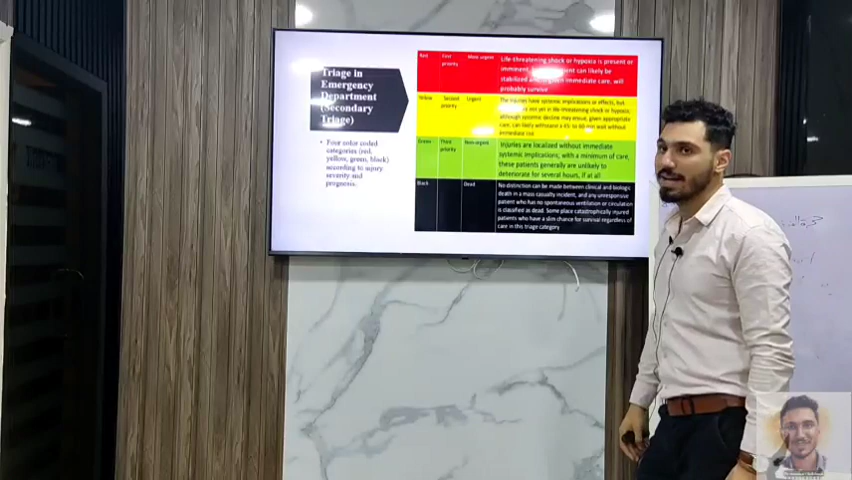 Triage in
Emergency
Department
(Secondary
Triage)
• Four color coded
categories (red,
yellow, green, black)
according to injury
severity and
prognosis.
Red First priority Most urgent
Life-threatening shock or hypoxia is present or
imminent, can likely be
stabilized and, immediate care, will
probably survive
Yellow Second priority Urgent
The injuries have systemic implications or effects, but
not yet in life-threatening shock or hypoxia;
although systemic decline may ensue, given appropriate
care, can likely withstand a 45- to 60-min wait without
immediate risk
Green Third priority Non-urgent
Injuries are localized without immediate
systemic implications; with a minimum of care,
these patients generally are unlikely to
deteriorate for several hours, if at all
Black Dead
No distinction can be made between clinical and biologic
death in a mass casualty incident, and any unresponsive
patient who has no spontaneous ventilation or circulation
is classified as dead. Some place catastrophically injured
patients who have a slim chance for survival regardless of
care in this triage category